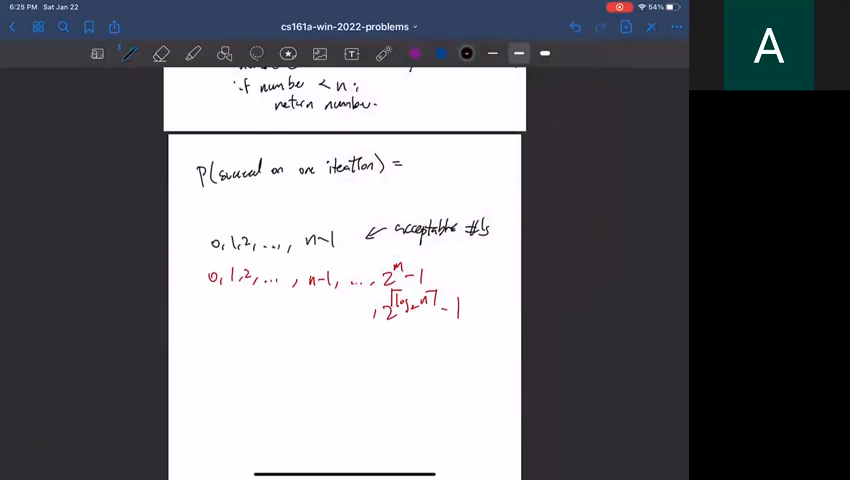 6:25 PM Sat Jan 22
54%
cs161a-win-2022-problems
A
if number < n:
return number.
P(succeed on one iteration) =
0, 1, 2, ..., n-1 ← acceptable #'s
0, 1, 2, ..., n-1, ..., 2^m - 1
, 2^⌈log₂ n⌉ - 1